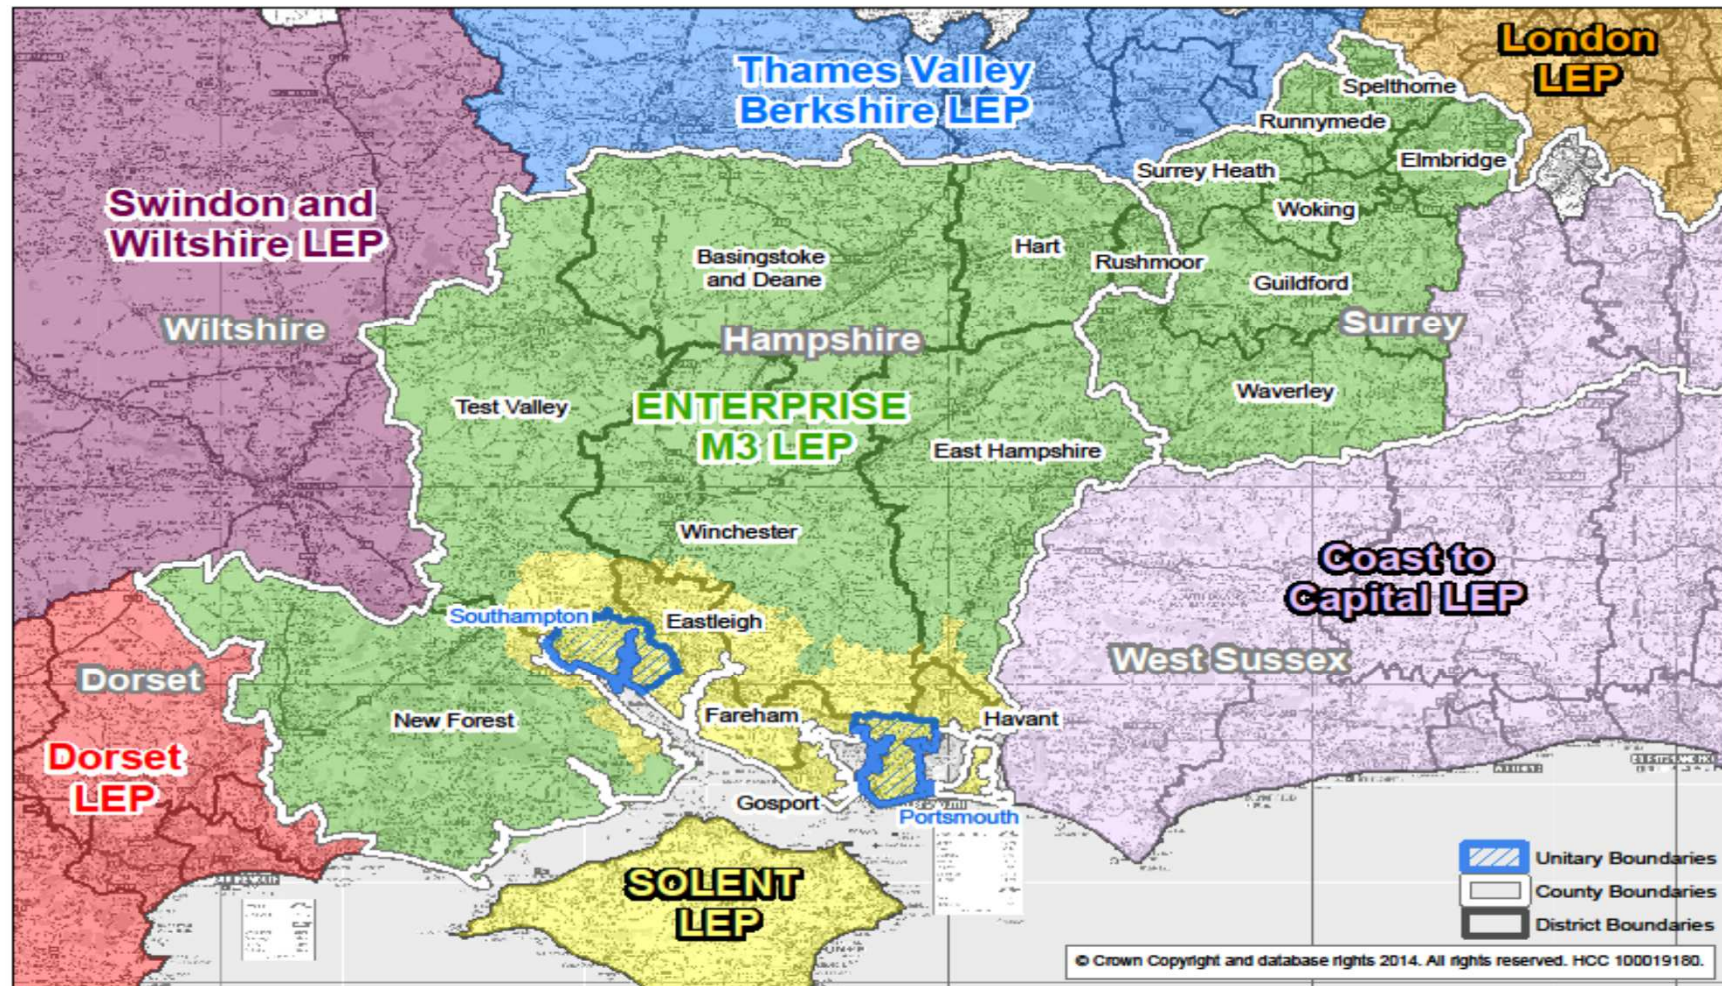 London
LEP
Thames Valley
Berkshire LEP
Spelthorne
Runnymede
Elmbridge
Surrey Heath
Swindon and
Wiltshire LEP
Woking
Basingstoke
and Deane
Hart
Rushmoor
Guildford
Wiltshire
Hampshire
Surrey
Test Valley
ENTERPRISE
M3 LEP
Waverley
East Hampshire
Winchester
Coast to
Capital LEP
Southampton
Eastleigh
West Sussex
Dorset
New Forest
Fareham
Havant
Dorset
LEP
Gosport
Portsmouth
SOLENT
LEP
Unitary Boundaries
County Boundaries
District Boundaries
© Crown Copyright and database rights 2014. All rights reserved. HCC 100019180.